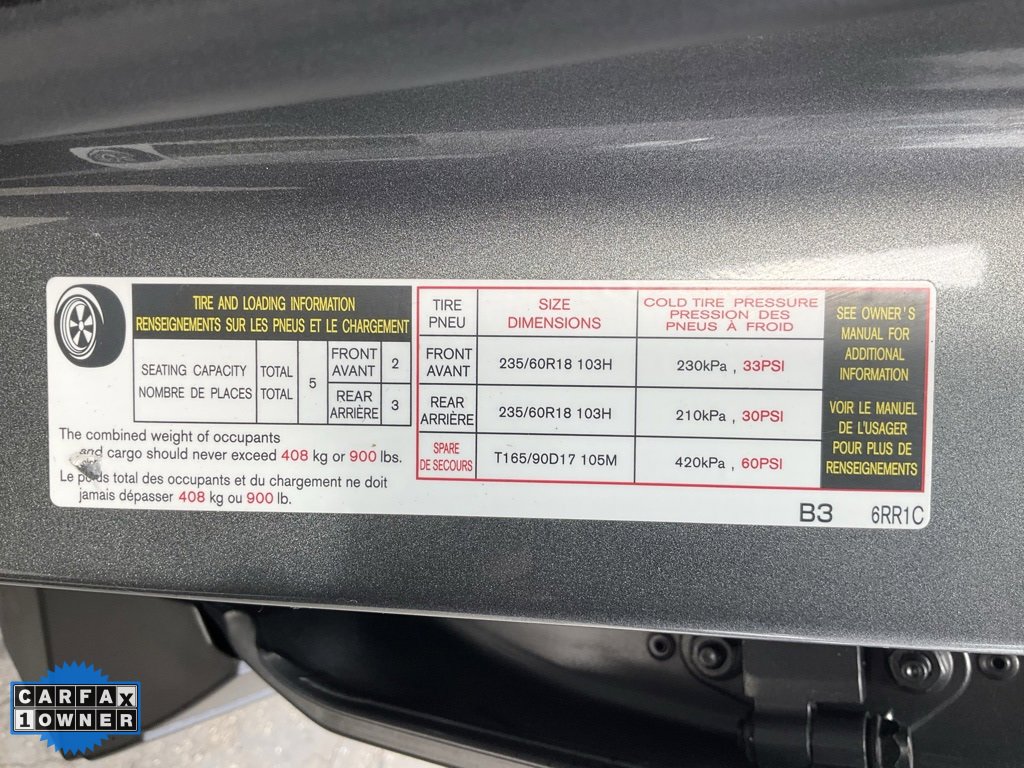 TIRE AND LOADING INFORMATION
RENSEIGNEMENTS SUR LES PNEUS ET LE CHARGEMENT
SEATING CAPACITY TOTAL 5 FRONT 2
AVANT
NOMBRE DE PLACES TOTAL REAR 3
ARRIÈRE
The combined weight of occupants
and cargo should never exceed 408 kg or 900 lbs.
Le poids total des occupants et du chargement ne doit
jamais dépasser 408 kg ou 900 lb.
TIRE SIZE COLD TIRE PRESSURE
PNEU DIMENSIONS PRESSION DES
PNEUS À FROID
FRONT 235/60R18 103H 230kPa , 33PSI
AVANT
REAR 235/60R18 103H 210kPa , 30PSI
ARRIÈRE
SPARE T165/90D17 105M 420kPa , 60PSI
DE SECOURS
SEE OWNER'S
MANUAL FOR
ADDITIONAL
INFORMATION
VOIR LE MANUEL
DE L'USAGER
POUR PLUS DE
RENSEIGNEMENTS
B3 6RR1C
CARFAX
1 OWNER